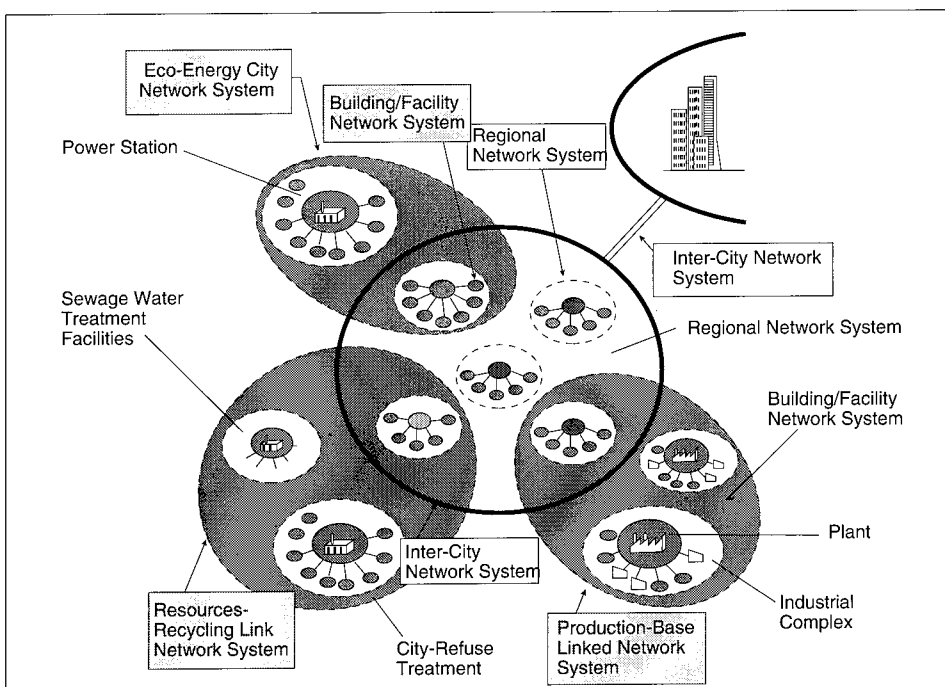 Eco-Energy City
Network System
Building/Facility
Network System
Regional
Network System
Power Station
Inter-City Network
System
Sewage Water
Treatment
Facilities
Regional Network System
Building/Facility
Network System
Plant
Inter-City
Network System
Industrial
Complex
Resources-
Recycling Link
Network System
City-Refuse
Treatment
Production-Base
Linked Network
System